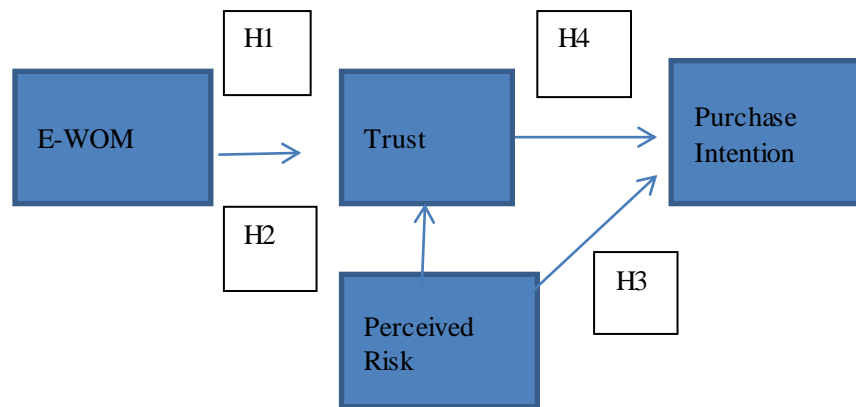 H1
H4
E-WOM
Trust
Purchase
Intention
H2
H3
Perceived
Risk